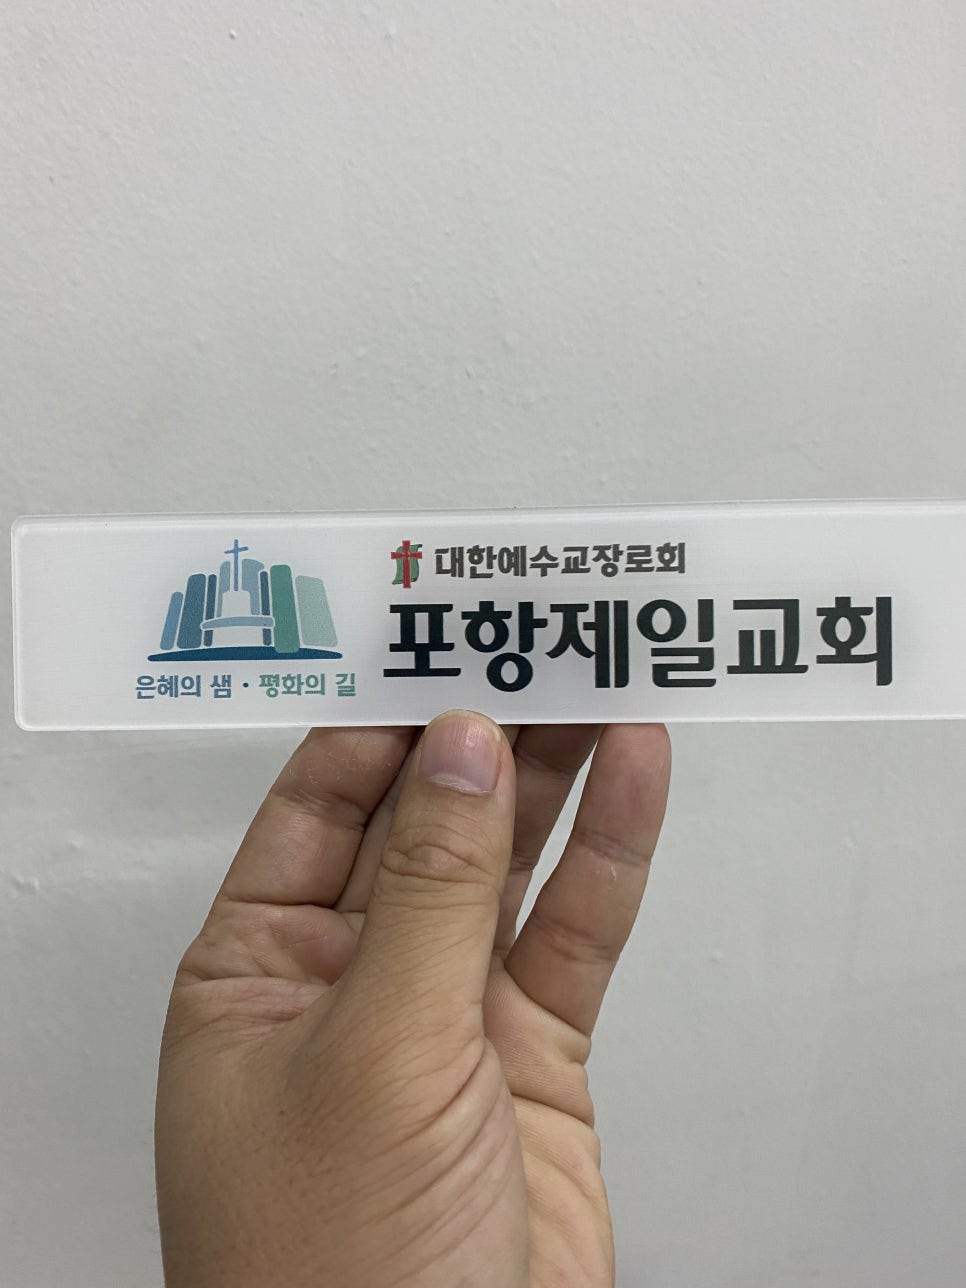 대한예수교장로회
포항제일교회
은혜의 샘 · 평화의 길